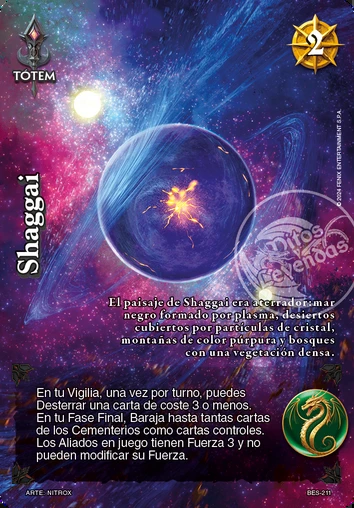 TÓTEM
2
Shaggai
© 2024 FENIX ENTERTAINMENT S.P.A.
Mitos
y
Leyendas
El paisaje de Shaggai era aterrador:mar
negro formado por plasma, desiertos
cubiertos por partículas de cristal,
montañas de color púrpura y bosques
con una vegetación densa.
En tu Vigilia, una vez por turno, puedes
Desterrar una carta de coste 3 o menos.
En tu Fase Final, Baraja hasta tantas cartas
de los Cementerios como cartas controles.
Los Aliados en juego tienen Fuerza 3 y no
pueden modificar su Fuerza.
ARTE: NITROX
BES-211